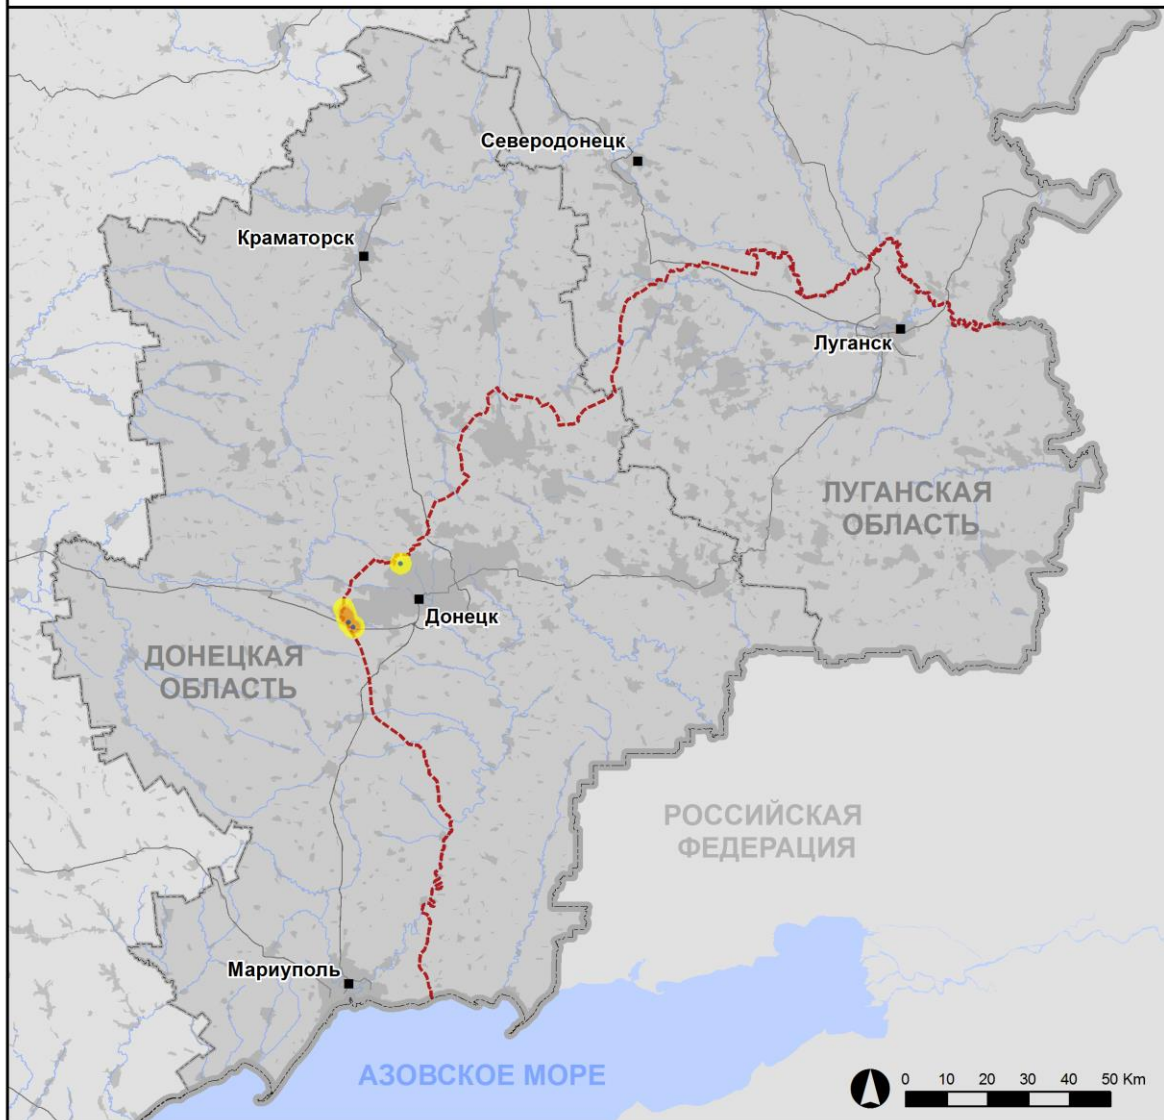 Северодонецк
Краматорск
Луганск
ЛУГАНСКАЯ
ОБЛАСТЬ
Донецк
ДОНЕЦКАЯ
ОБЛАСТЬ
РОССИЙСКАЯ
ФЕДЕРАЦИЯ
Мариуполь
АЗОВСКОЕ МОРЕ
0 10 20 30 40 50 Km